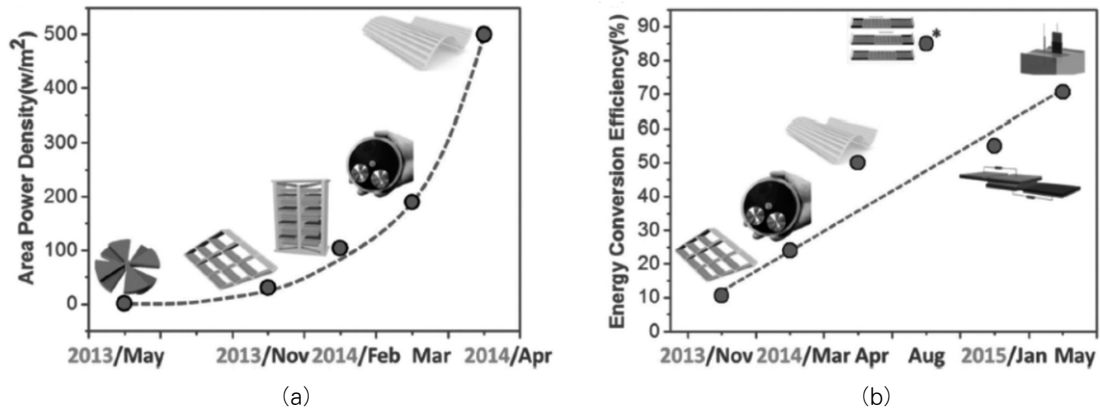 Area Power Density(w/m²)
500
400
300
200
100
0
2013/May
2013/Nov
2014/Feb
Mar
2014/Apr
(a)
Energy Conversion Efficiency(%)
90
80
70
60
50
40
30
20
10
0
*
2013/Nov
2014/Mar
Apr
Aug
2015/Jan
May
(b)